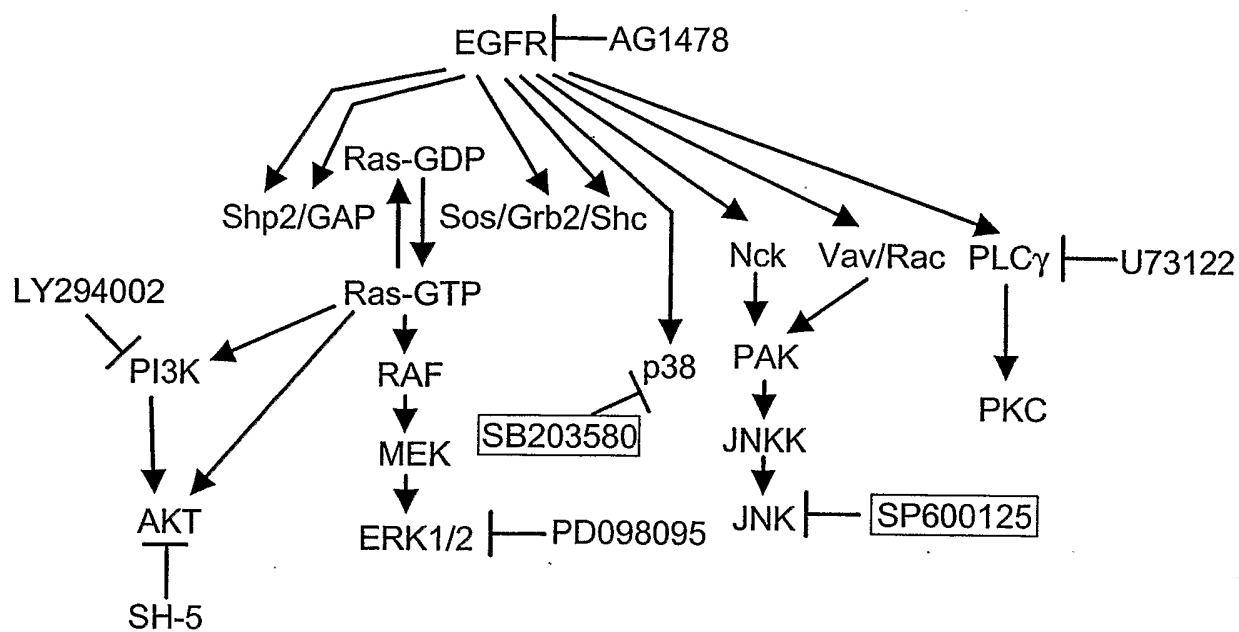 EGFR
AG1478
Ras-GDP
Shp2/GAP
Sos/Grb2/Shc
Nck
Vav/Rac
PLCγ
U73122
LY294002
Ras-GTP
PI3K
RAF
p38
PAK
PKC
SB203580
MEK
JNKK
AKT
ERK1/2
PD098095
JNK
SP600125
SH-5